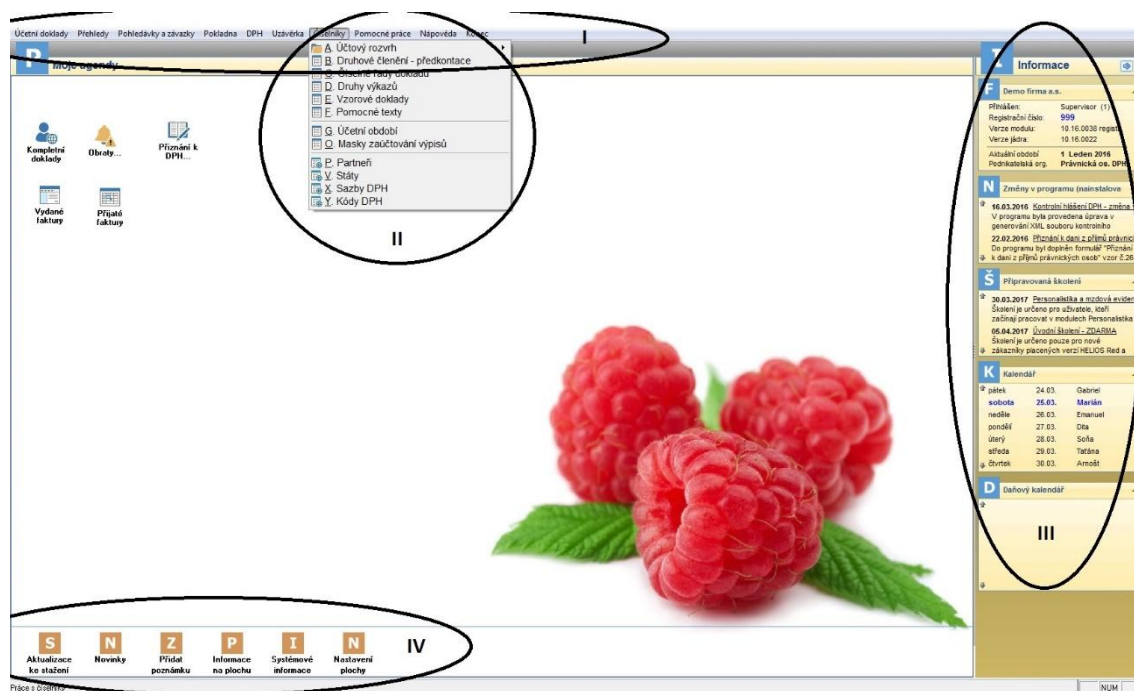 Účetní doklady Přehledy Pohledávky a závazky Pokladna DPH Uzávěrka Číselníky Pomocné práce Nápověda Konec
I
P Moje agendy
A. Účtový rozvrh
B. Druhové členění - předkontace
C. Číselné řady dokladů
D. Druhy výkazů
E. Vzorové doklady
F. Pomocné texty
G. Účetní období
O. Masky zaúčtování výpisů
P. Partneři
V. Státy
X. Sazby DPH
Y. Kódy DPH
II
Kompletní
doklady
Obraty...
Přiznání k
DPH...
Vydané
faktury
Přijaté
faktury
I Informace
F Demo firma a.s.
Přihlášen: Supervisor (1)
Registrační číslo: 999
Verze modulu: 10.16.0038 regist
Verze jádra: 10.16.0022
Aktuální období 1 Leden 2016
Podnikatelská org. Právnická os. DPH
N Změny v programu (nainstalova
16.03.2016 Kontrolní hlášení DPH - změna
V programu byla provedena úprava v
generování XML souboru kontrolního
22.02.2016 Přiznání k dani z příjmů právnic
Do programu byl doplněn formulář "Přiznání
k dani z příjmů právnických osob" vzor č.26
Š Připravovaná školení
30.03.2017 Personalistika a mzdová eviden
Školení je určeno pro uživatele, kteří
začínají pracovat v modulech Personalistika
05.04.2017 Úvodní školení - ZDARMA
Školení je určeno pouze pro nové
zákazníky placených verzí HELIOS Red a
K Kalendář
pátek 24.03. Gabriel
sobota 25.03. Marián
neděle 26.03. Emanuel
pondělí 27.03. Dita
úterý 28.03. Soňa
středa 29.03. Taťána
čtvrtek 30.03. Arnošt
D Daňový kalendář
III
S
Aktualizace
ke stažení
N
Novinky
Z
Přidat
poznámku
P
Informace
na plochu
I
Systémové
informace
N
Nastavení
plochy
IV
Práce s číselníky
NUM